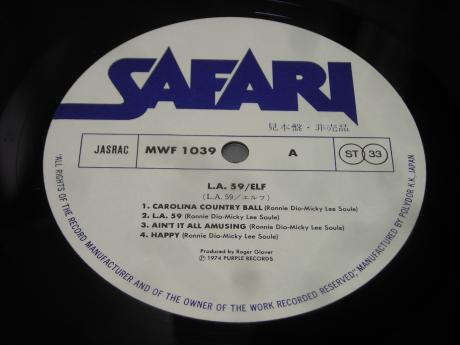 SAFARI
見本盤・非売品
JASRAC MWF 1039 A ST 33
L.A. 59/ELF
(L.A. 59/エルフ)
1. CAROLINA COUNTRY BALL (Ronnie Dio-Micky Lee Soule)
2. L.A. 59 (Ronnie Dio-Micky Lee Soule)
3. AIN'T IT ALL AMUSING (Ronnie Dio-Micky Lee Soule)
4. HAPPY (Ronnie Dio-Micky Lee Soule)
Produced by Roger Glover
Ⓟ 1974 PURPLE RECORDS
"ALL RIGHTS OF THE RECORD MANUFACTURER AND OF THE OWNER OF THE WORK RECORDED RESERVED", MANUFACTURED BY POLYDOR K.K. JAPAN